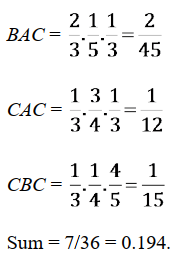 BAC = 2/3 . 1/5 . 1/3 = 2/45
CAC = 1/3 . 3/4 . 1/3 = 1/12
CBC = 1/3 . 1/4 . 4/5 = 1/15
Sum = 7/36 = 0.194.